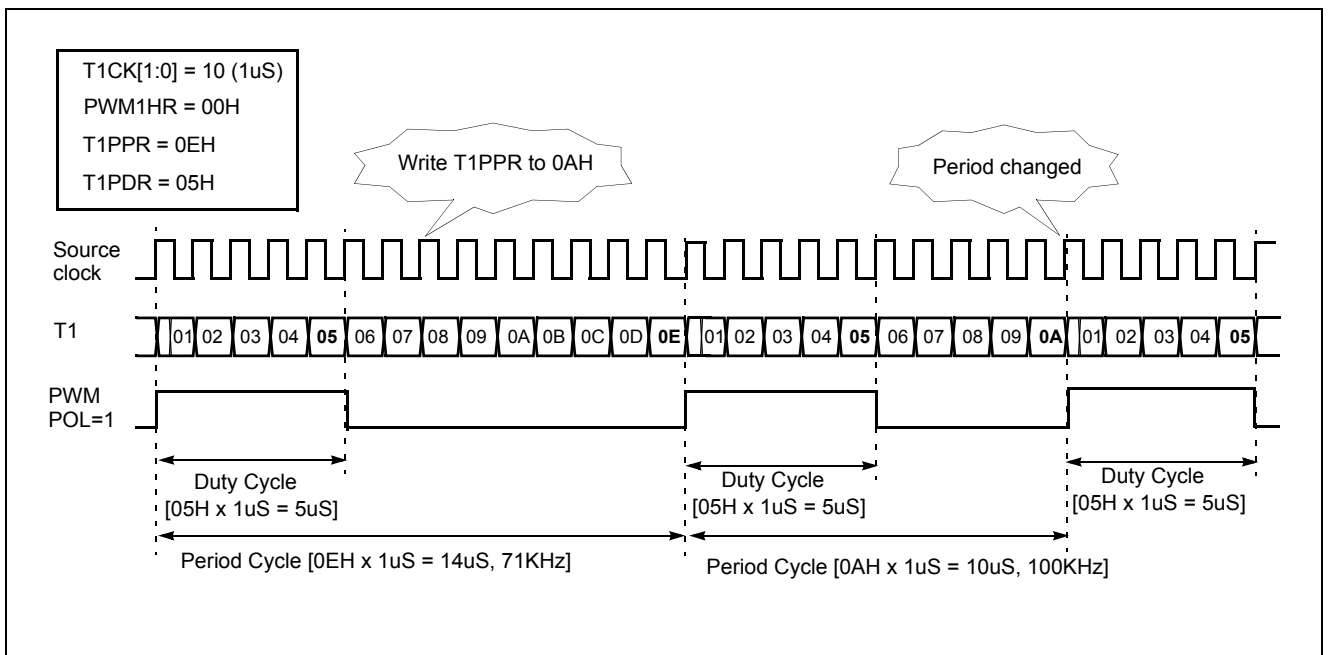 T1CK[1:0] = 10 (1uS)
PWM1HR = 00H
T1PPR = 0EH
T1PDR = 05H
Write T1PPR to 0AH
Period changed
Source
clock
T1
01 02 03 04 05 06 07 08 09 0A 0B 0C 0D 0E 01 02 03 04 05 06 07 08 09 0A 01 02 03 04 05
PWM
POL=1
Duty Cycle
[05H x 1uS = 5uS]
Duty Cycle
[05H x 1uS = 5uS]
Duty Cycle
[05H x 1uS = 5uS]
Period Cycle [0EH x 1uS = 14uS, 71KHz]
Period Cycle [0AH x 1uS = 10uS, 100KHz]